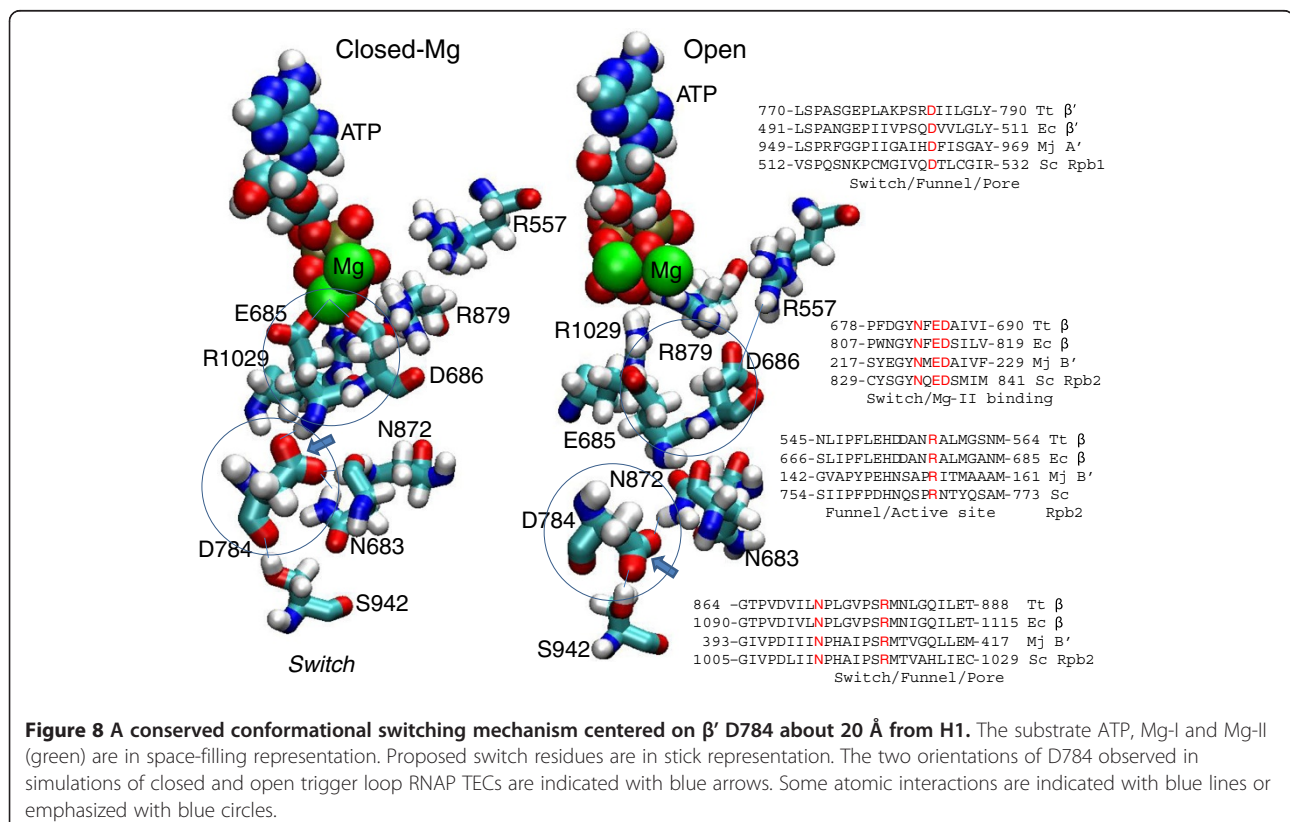 Closed-Mg
ATP
Mg
R557
E685
R879
R1029
D686
N872
D784
N683
S942
Switch
Open
ATP
Mg
R557
R1029
R879
D686
E685
N872
D784
N683
S942
770-LSPASGEPLAKPSRDIILGLY-790 Tt β'
491-LSPANGEPIIVPSQDVVLGLY-511 Ec β'
949-LSPRFGGPIIGAIHDFISGAY-969 Mj A'
512-VSPQSNKPCMGIVQDTLCGIR-532 Sc Rpb1
Switch/Funnel/Pore
678-PFDGYNFEDAIVI-690 Tt β
807-PWNGYNFEDSILV-819 Ec β
217-SYEGYNMEDAIVF-229 Mj B'
829-CYSGYNQEDSMIM 841 Sc Rpb2
Switch/Mg-II binding
545-NLIPFLEHDDANRALMGSNM-564 Tt β
666-SLIPFLEHDDANRALMGANM-685 Ec β
142-GVAPYPEHNSAPRITMAAAM-161 Mj B'
754-SIIPFPDHNQSPRNTYQSAM-773 Sc
Funnel/Active site Rpb2
864 -GTPVDVILNPLGVPSRMNLGQILET-888 Tt β
1090-GTPVDIVLNPLGVPSRMNIGQILET-1115 Ec β
393-GIVPDIIINPHAIPSRMTVGQLLEM-417 Mj B'
1005-GIVPDLIINPHAIPSRMTVAHLIEC-1029 Sc Rpb2
Switch/Funnel/Pore
Figure 8 A conserved conformational switching mechanism centered on β' D784 about 20 Å from H1. The substrate ATP, Mg-I and Mg-II
(green) are in space-filling representation. Proposed switch residues are in stick representation. The two orientations of D784 observed in
simulations of closed and open trigger loop RNAP TECs are indicated with blue arrows. Some atomic interactions are indicated with blue lines or
emphasized with blue circles.